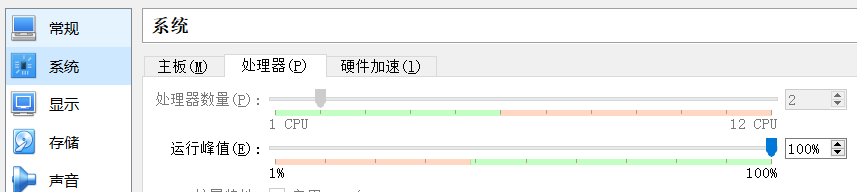 常规
系统
显示
存储
声音
系统
主板(M) 处理器(P) 硬件加速(l)
处理器数量(P): 2
1 CPU 12 CPU
运行峰值(E): 100%
1% 100%